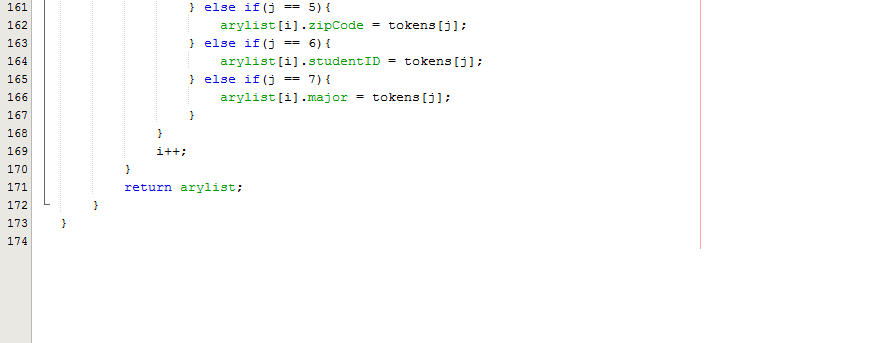 161 } else if(j == 5){
162 arylist[i].zipCode = tokens[j];
163 } else if(j == 6){
164 arylist[i].studentID = tokens[j];
165 } else if(j == 7){
166 arylist[i].major = tokens[j];
167 }
168 }
169 i++;
170 }
171 return arylist;
172 }
173 }
174